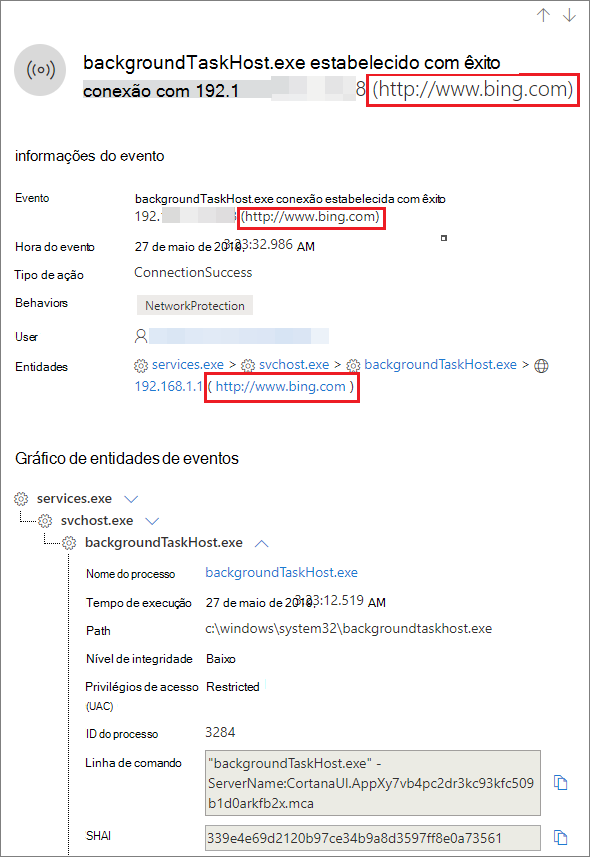 backgroundTaskHost.exe estabelecido com êxito
conexão com 192.1 8 (http://www.bing.com)
informações do evento
Evento backgroundTaskHost.exe conexão estabelecida com êxito
192. (http://www.bing.com)
Hora do evento 27 de maio de 2018, 3:23:32.986 AM
Tipo de ação ConnectionSuccess
Behaviors NetworkProtection
User
Entidades services.exe > svchost.exe > backgroundTaskHost.exe >
192.168.1.1 ( http://www.bing.com )
Gráfico de entidades de eventos
services.exe
svchost.exe
backgroundTaskHost.exe
Nome do processo backgroundTaskHost.exe
Tempo de execução 27 de maio de 2018, 3:23:12.519 AM
Path c:\windows\system32\backgroundtaskhost.exe
Nível de integridade Baixo
Privilégios de acesso Restricted
(UAC)
ID do processo 3284
Linha de comando "backgroundTaskHost.exe" -
ServerName:CortanaUI.AppXy7vb4pc2dr3kc93kfc509
b1d0arkfb2x.mca
SHAI 339e4e69d2120b97ce34b9a8d3597ff8e0a73561